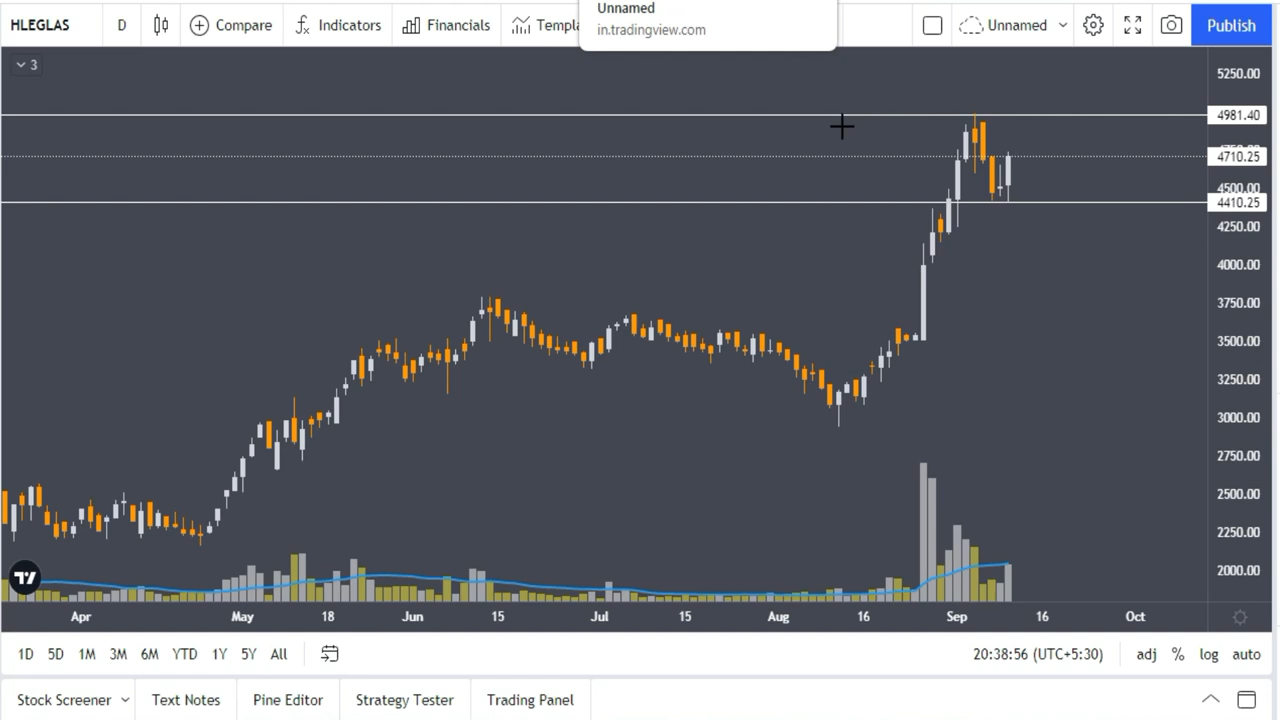 Unnamed
in.tradingview.com
HLEGLAS
D
Compare
Indicators
Financials
Templa
Unnamed
Publish
3
5250.00
4981.40
4710.25
4500.00
4410.25
4250.00
4000.00
3750.00
3500.00
3250.00
3000.00
2750.00
2500.00
2250.00
2000.00
Apr
May
18
Jun
15
Jul
15
Aug
16
Sep
16
Oct
1D 5D 1M 3M 6M YTD 1Y 5Y All
20:38:56 (UTC+5:30)
adj % log auto
Stock Screener
Text Notes
Pine Editor
Strategy Tester
Trading Panel